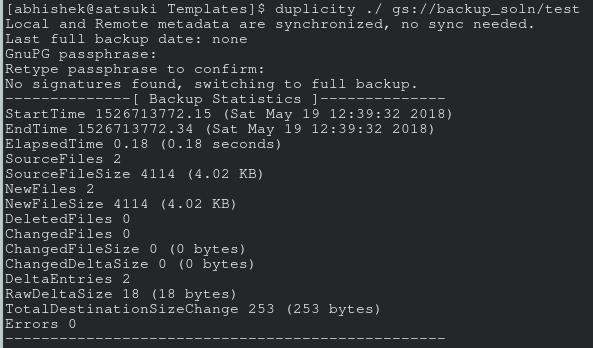 [abhishek@satsuki Templates]$ duplicity ./ gs://backup_soln/test
Local and Remote metadata are synchronized, no sync needed.
Last full backup date: none
GnuPG passphrase:
Retype passphrase to confirm:
No signatures found, switching to full backup.
--------------[ Backup Statistics ]--------------
StartTime 1526713772.15 (Sat May 19 12:39:32 2018)
EndTime 1526713772.34 (Sat May 19 12:39:32 2018)
ElapsedTime 0.18 (0.18 seconds)
SourceFiles 2
SourceFileSize 4114 (4.02 KB)
NewFiles 2
NewFileSize 4114 (4.02 KB)
DeletedFiles 0
ChangedFiles 0
ChangedFileSize 0 (0 bytes)
ChangedDeltaSize 0 (0 bytes)
DeltaEntries 2
RawDeltaSize 18 (18 bytes)
TotalDestinationSizeChange 253 (253 bytes)
Errors 0
-------------------------------------------------